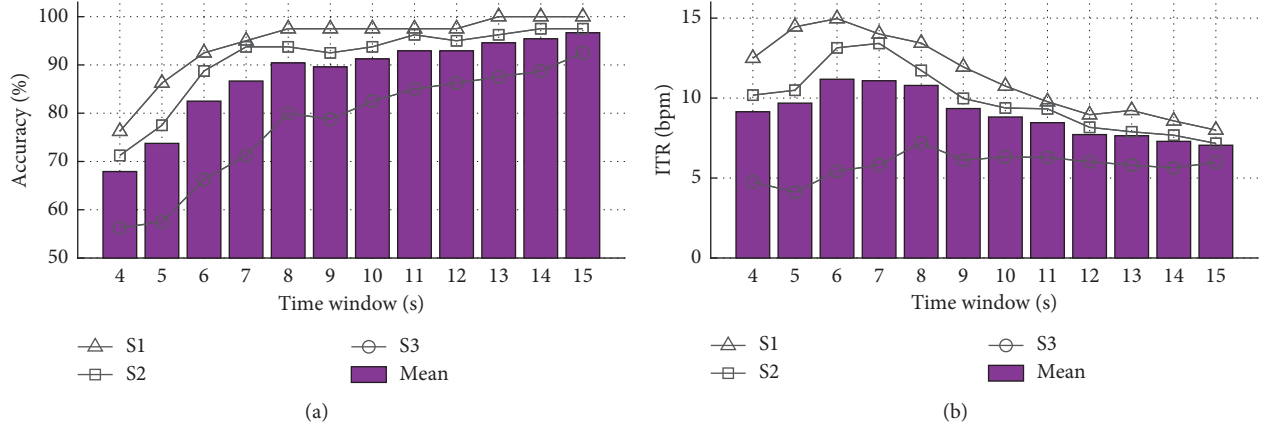 Accuracy (%)
100
90
80
70
60
50
4 5 6 7 8 9 10 11 12 13 14 15
Time window (s)
S1
S2
S3
Mean
(a)
ITR (bpm)
15
10
5
0
4 5 6 7 8 9 10 11 12 13 14 15
Time window (s)
S1
S2
S3
Mean
(b)